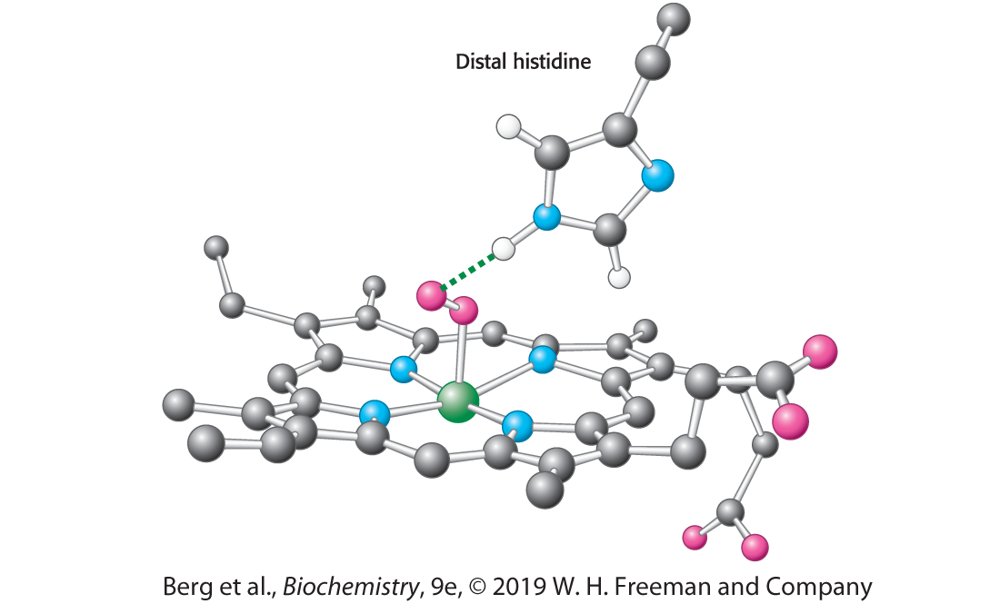 Distal histidine
Berg et al., Biochemistry, 9e, © 2019 W. H. Freeman and Company